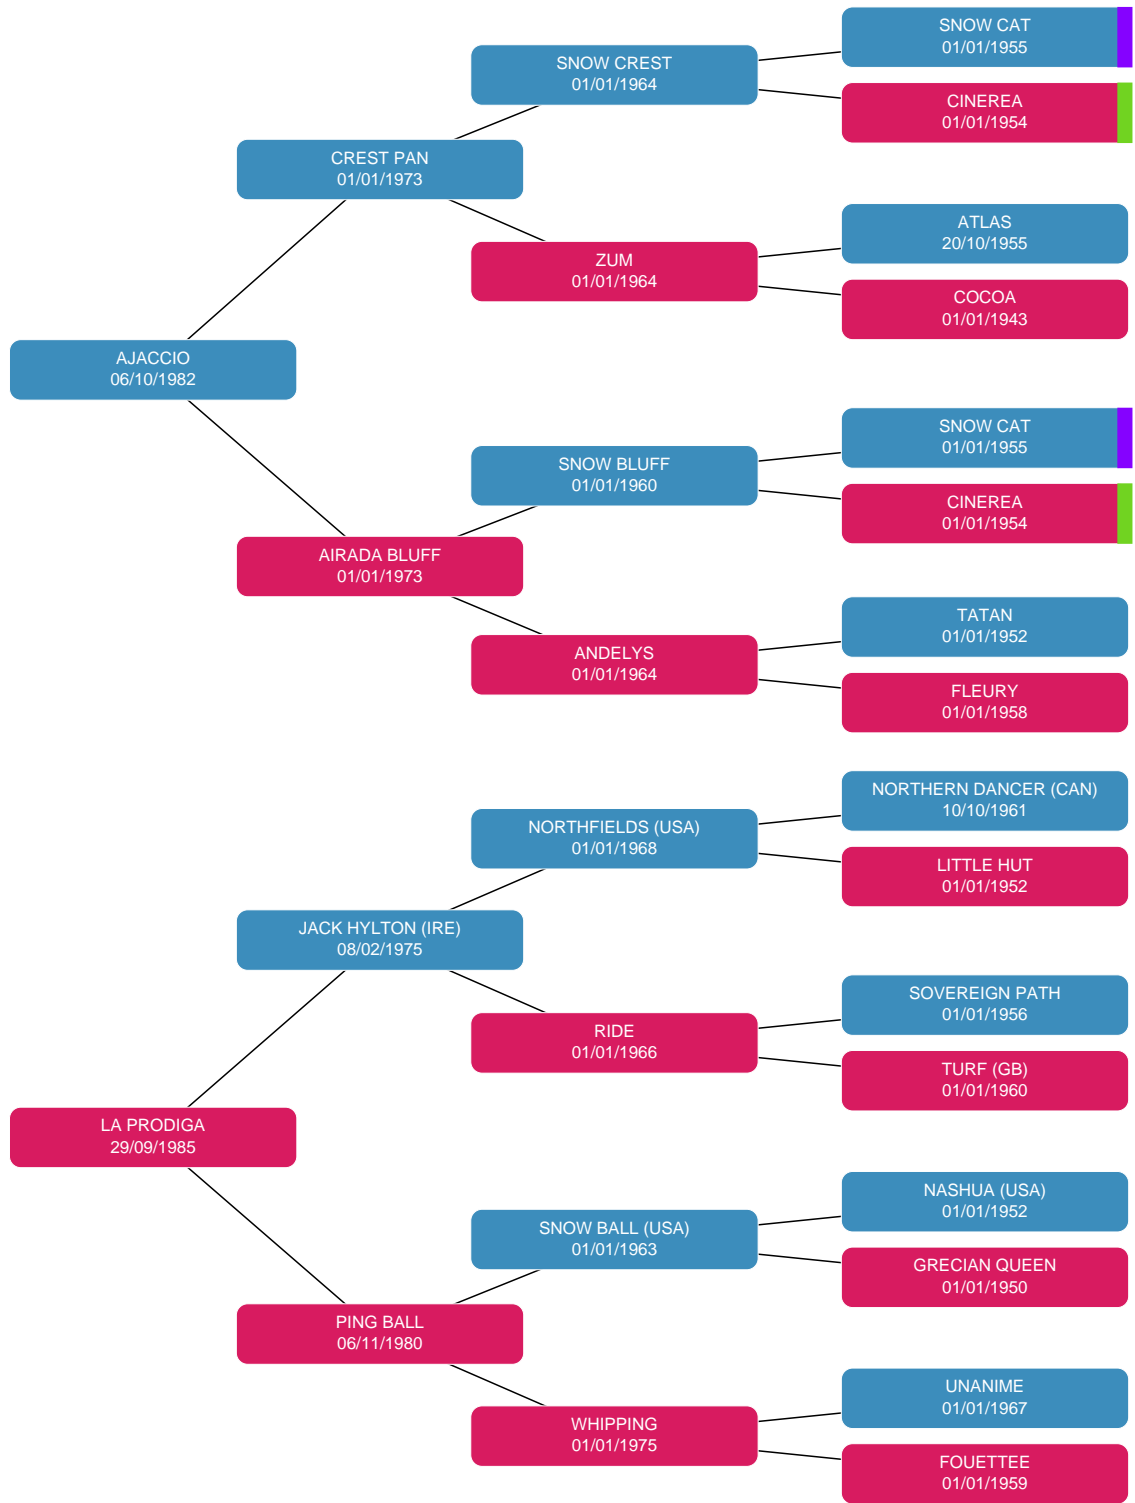 SNOW CAT
01/01/1955
SNOW CREST
01/01/1964
CINEREA
01/01/1954
CREST PAN
01/01/1973
ATLAS
20/10/1955
ZUM
01/01/1964
COCOA
01/01/1943
AJACCIO
06/10/1982
SNOW CAT
01/01/1955
SNOW BLUFF
01/01/1960
CINEREA
01/01/1954
AIRADA BLUFF
01/01/1973
TATAN
01/01/1952
ANDELYS
01/01/1964
FLEURY
01/01/1958
NORTHERN DANCER (CAN)
10/10/1961
NORTHFIELDS (USA)
01/01/1968
LITTLE HUT
01/01/1952
JACK HYLTON (IRE)
08/02/1975
SOVEREIGN PATH
01/01/1956
RIDE
01/01/1966
TURF (GB)
01/01/1960
LA PRODIGA
29/09/1985
NASHUA (USA)
01/01/1952
SNOW BALL (USA)
01/01/1963
GRECIAN QUEEN
01/01/1950
PING BALL
06/11/1980
UNANIME
01/01/1967
WHIPPING
01/01/1975
FOUETTEE
01/01/1959